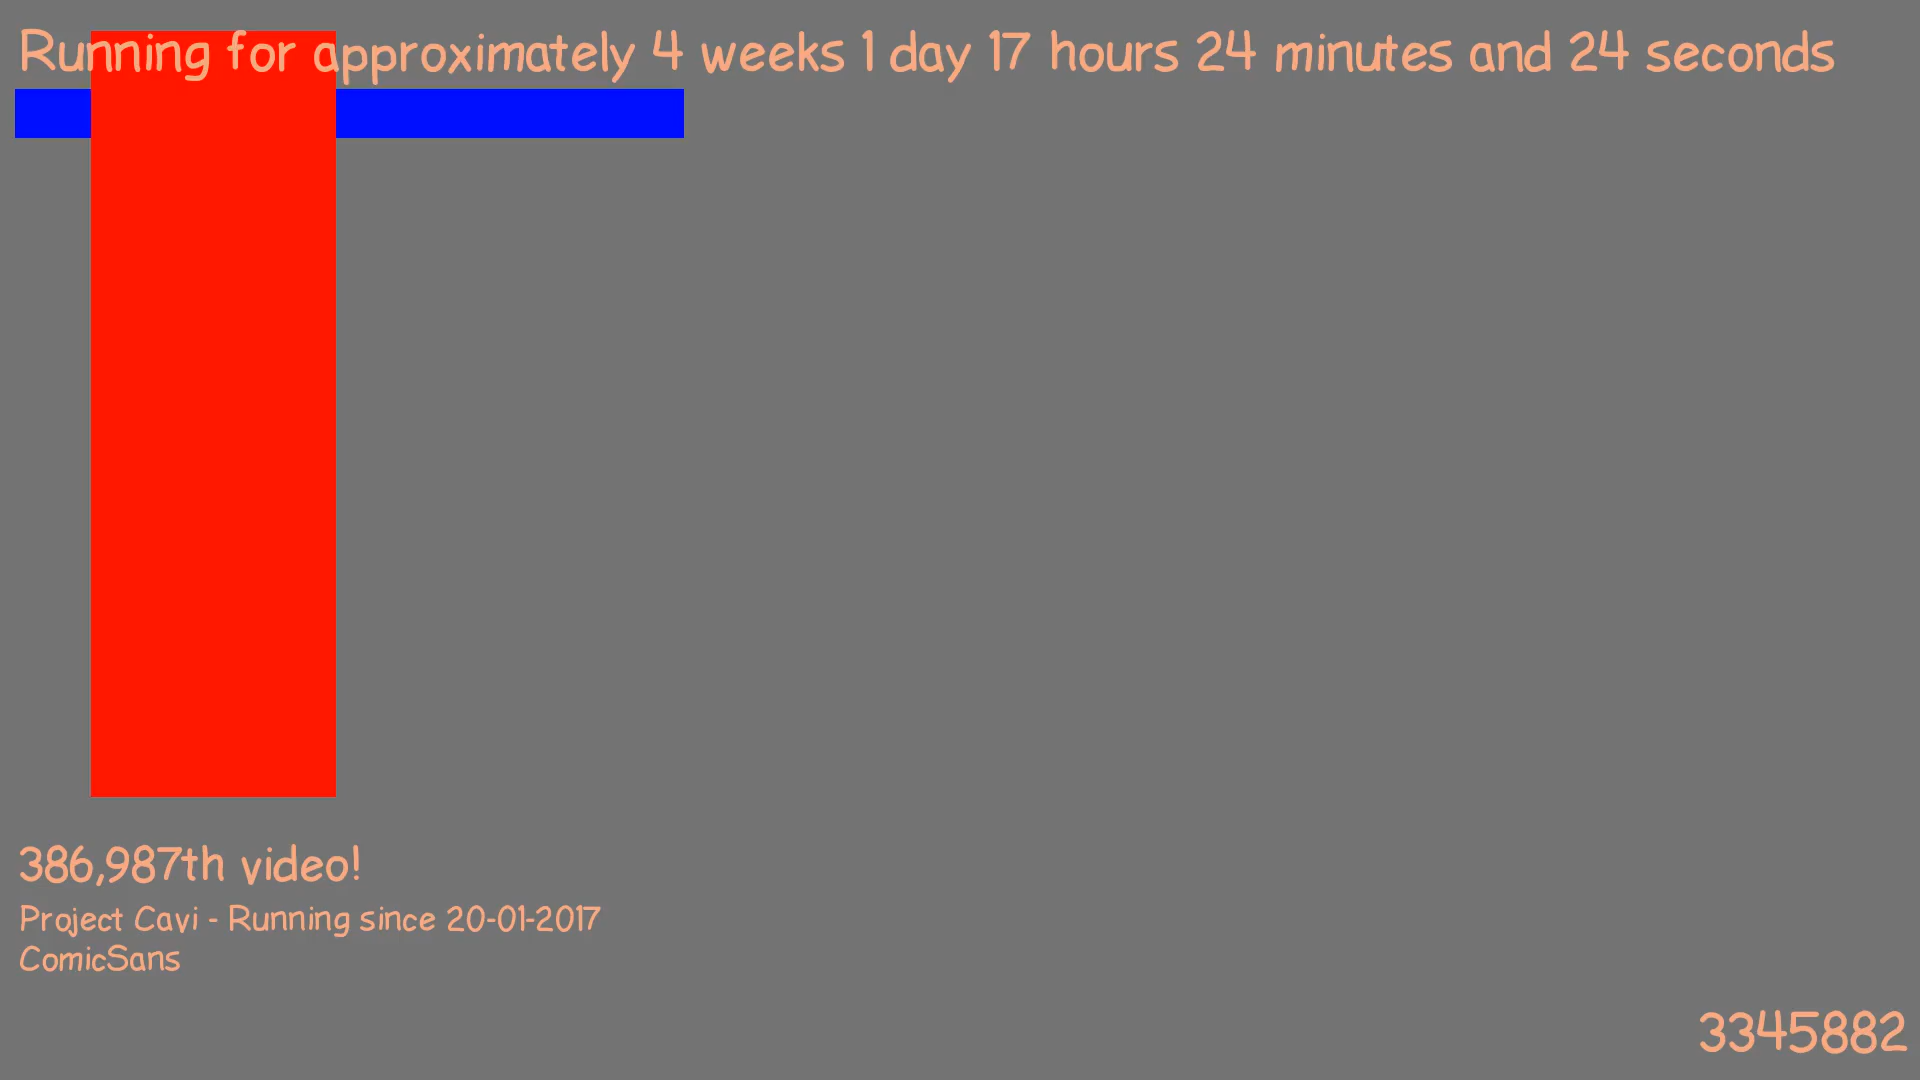 Running for approximately 4 weeks 1 day 17 hours 24 minutes and 24 seconds
386,987th video!
Project Cavi - Running since 20-01-2017
ComicSans
3345882